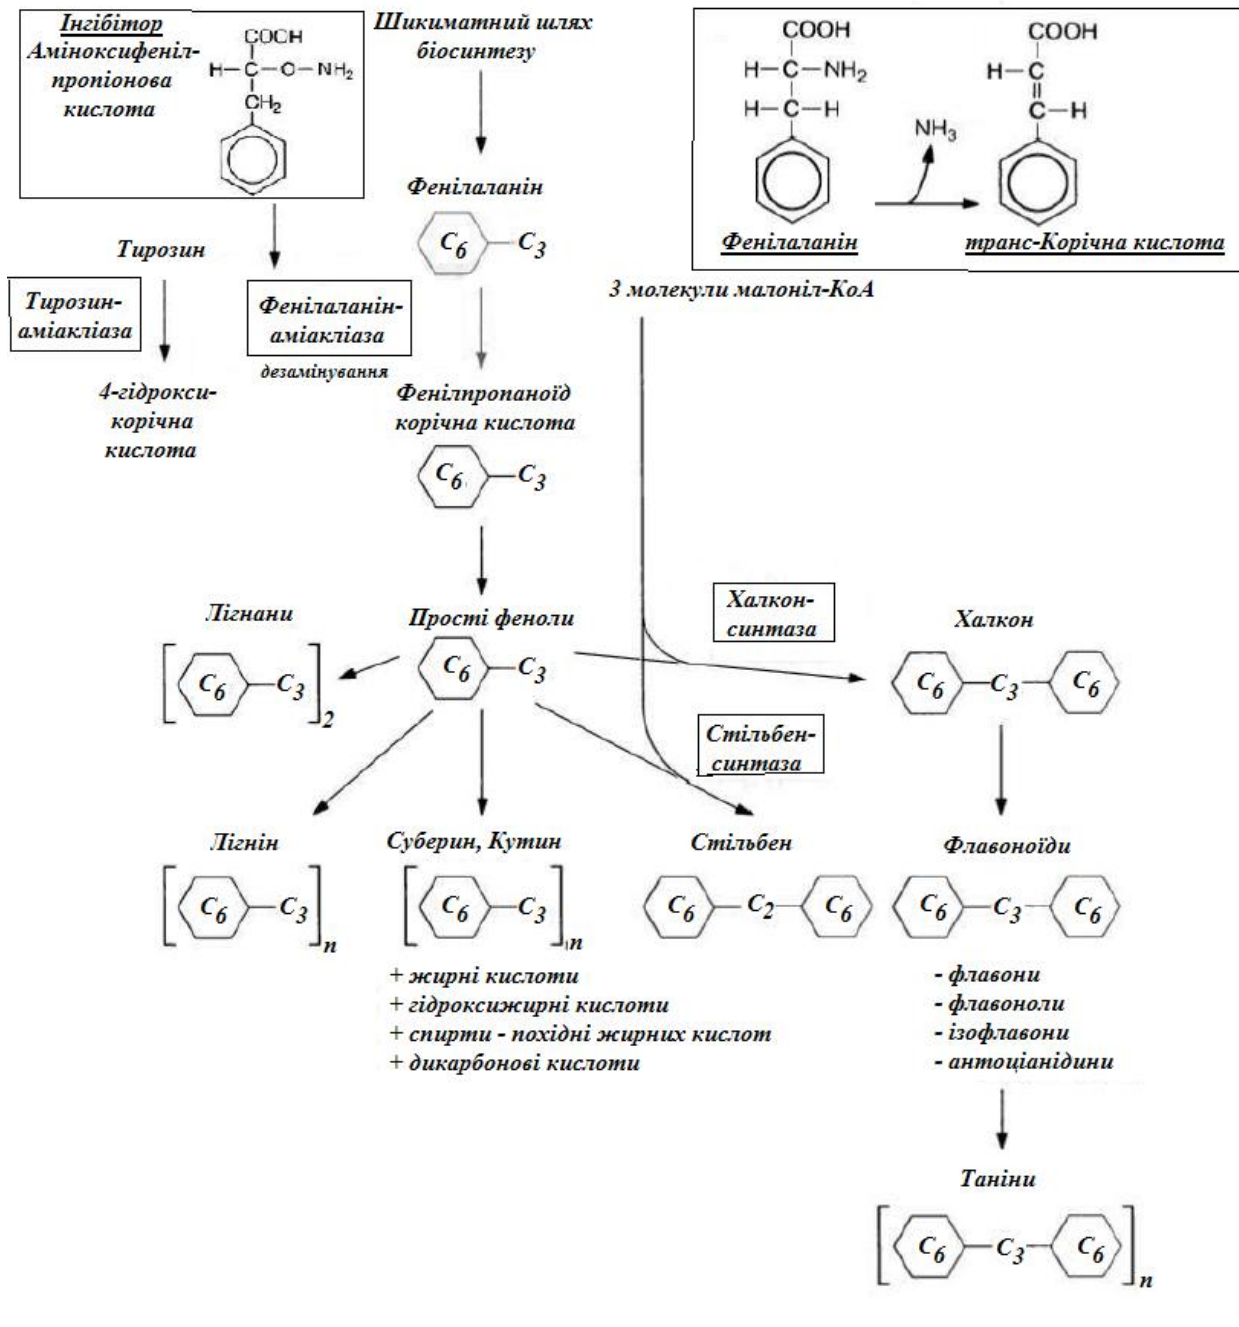 Інгібітор
Аміноксифеніл-
пропіонова
кислота
COCH
H-C-O-NH2
CH2
Шикиматний шлях
біосинтезу
COOH
H-C-NH2
H-C-H
NH3
COOH
H-C
C-H
Фенілаланін
транс-Корічна кислота
Фенілаланін
C6 C3
Тирозин
Тирозин-
аміакліаза
Фенілаланін-
аміакліаза
дезамінування
3 молекули малоніл-КоА
4-гідрокси-
корічна
кислота
Фенілпропаноїд
корічна кислота
C6 C3
Лігнани
[C6 C3]2
Прості феноли
C6 C3
Халкон-
синтаза
Халкон
C6 C3 C6
Стільбен-
синтаза
Лігнін
[C6 C3]n
Суберин, Кутин
[C6 C3]n
+ жирні кислоти
+ гідроксижирні кислоти
+ спирти - похідні жирних кислот
+ дикарбонові кислоти
Стільбен
C6 C2 C6
Флавоноїди
C6 C3 C6
- флавони
- флавоноли
- ізофлавони
- антоціанідини
Таніни
[C6 C3 C6]n